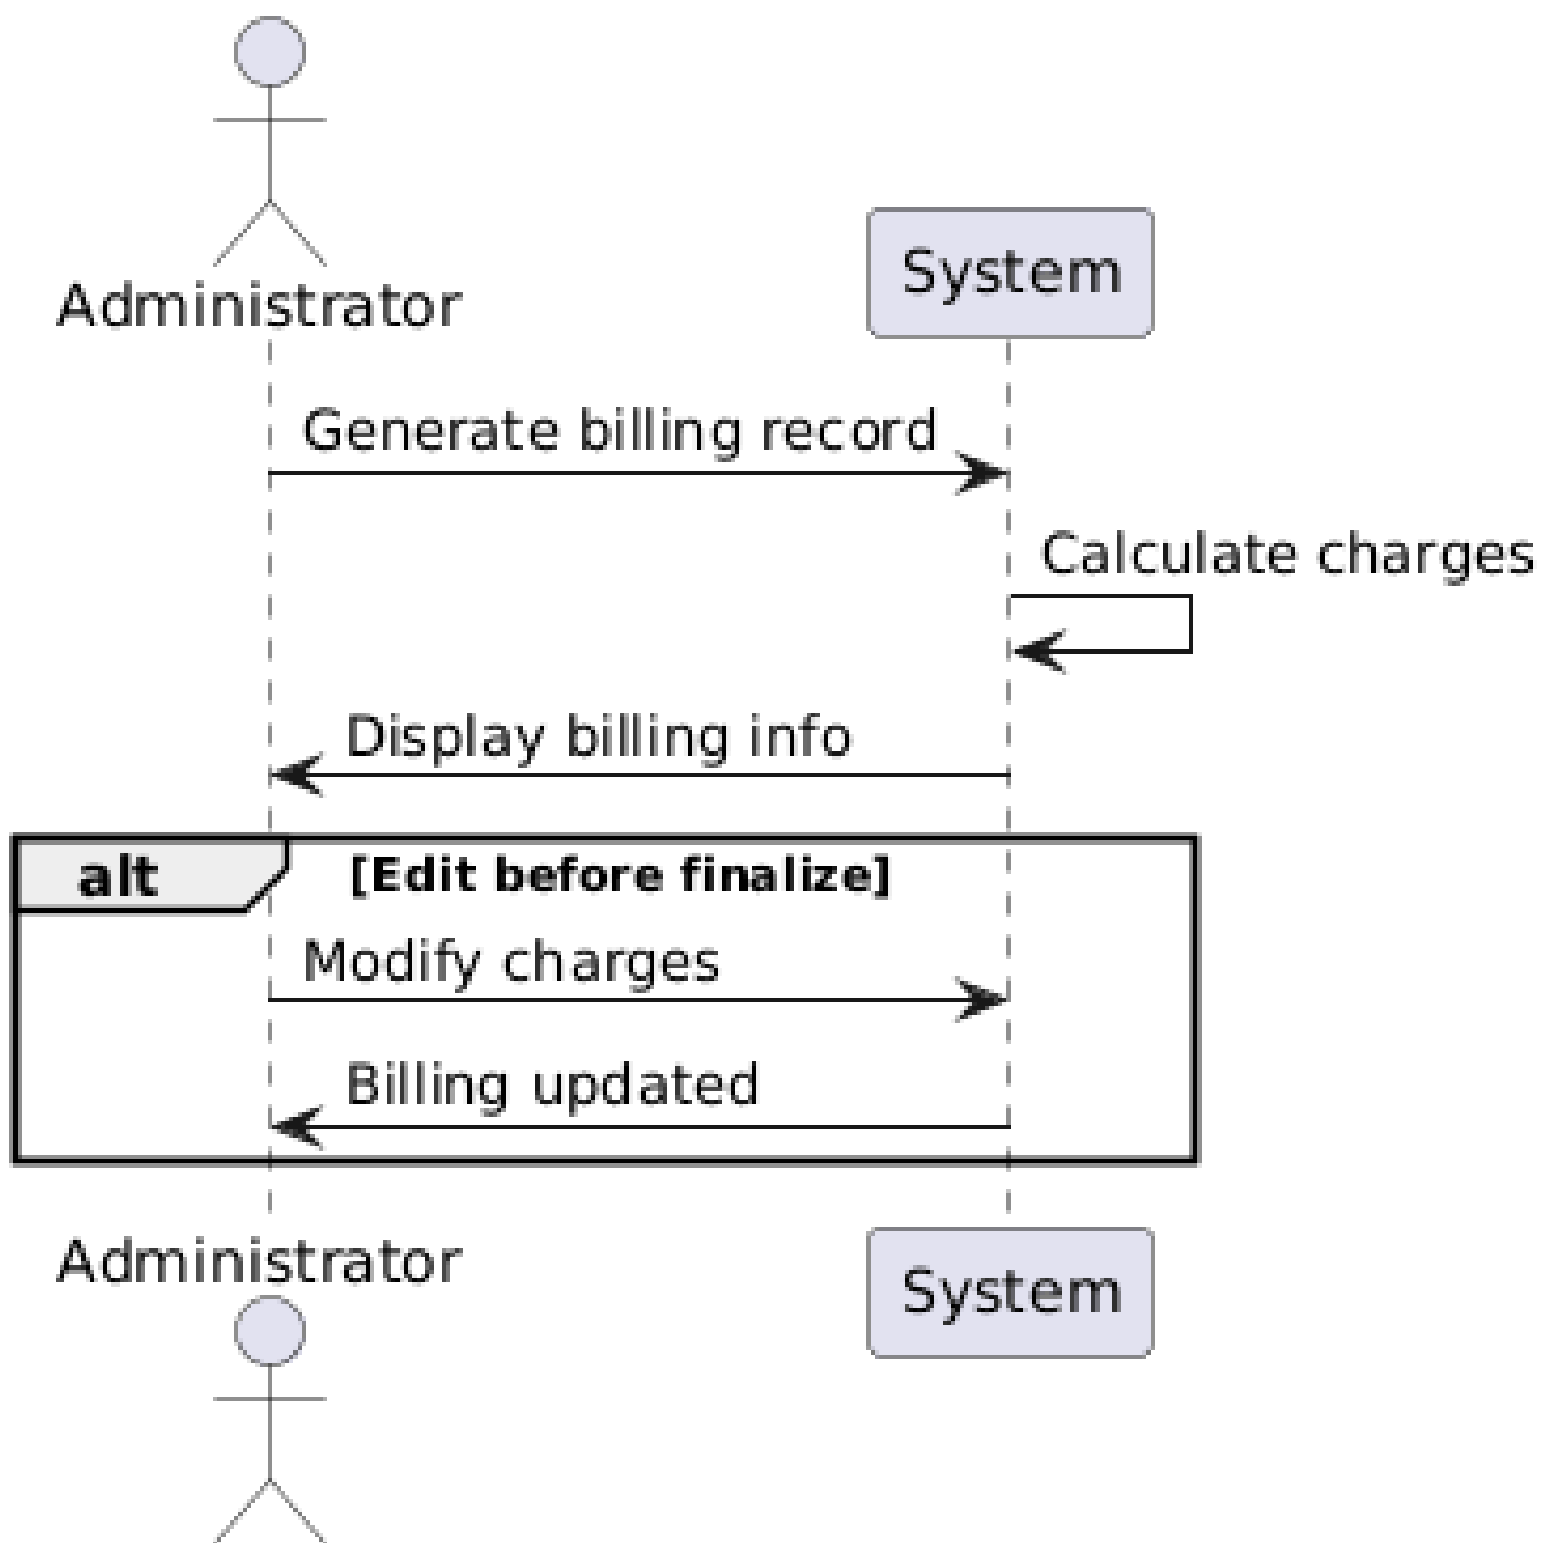 Administrator
System
Generate billing record
Calculate charges
Display billing info
alt [Edit before finalize]
Modify charges
Billing updated
Administrator
System